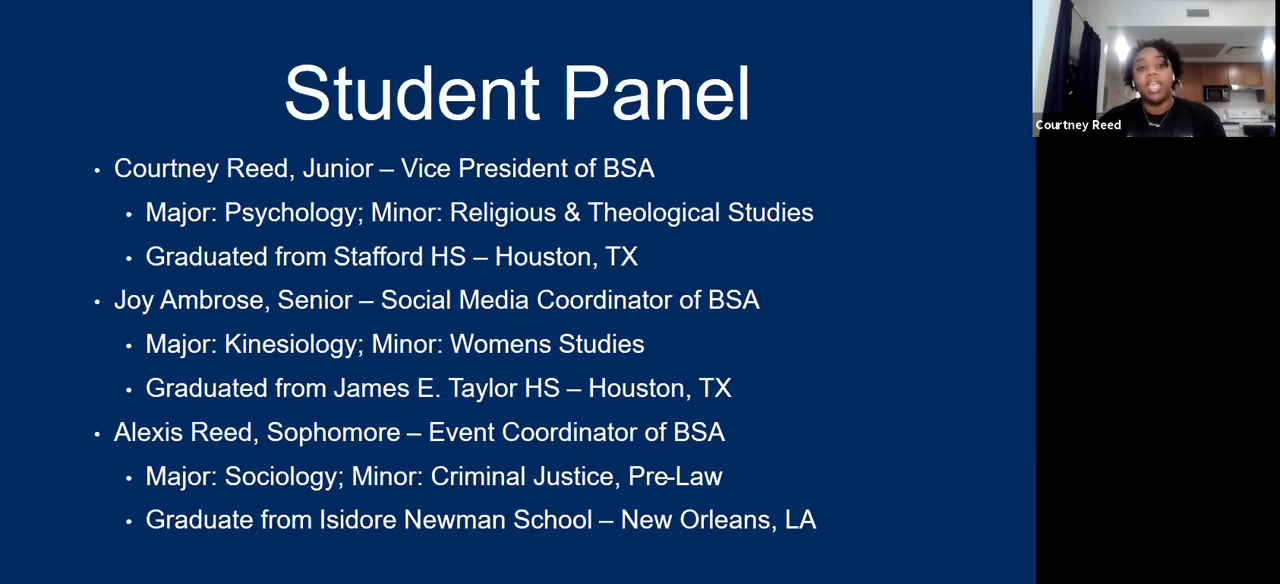 Student Panel
• Courtney Reed, Junior – Vice President of BSA
• Major: Psychology; Minor: Religious & Theological Studies
• Graduated from Stafford HS – Houston, TX
• Joy Ambrose, Senior – Social Media Coordinator of BSA
• Major: Kinesiology; Minor: Womens Studies
• Graduated from James E. Taylor HS – Houston, TX
• Alexis Reed, Sophomore – Event Coordinator of BSA
• Major: Sociology; Minor: Criminal Justice, Pre-Law
• Graduate from Isidore Newman School – New Orleans, LA
Courtney Reed